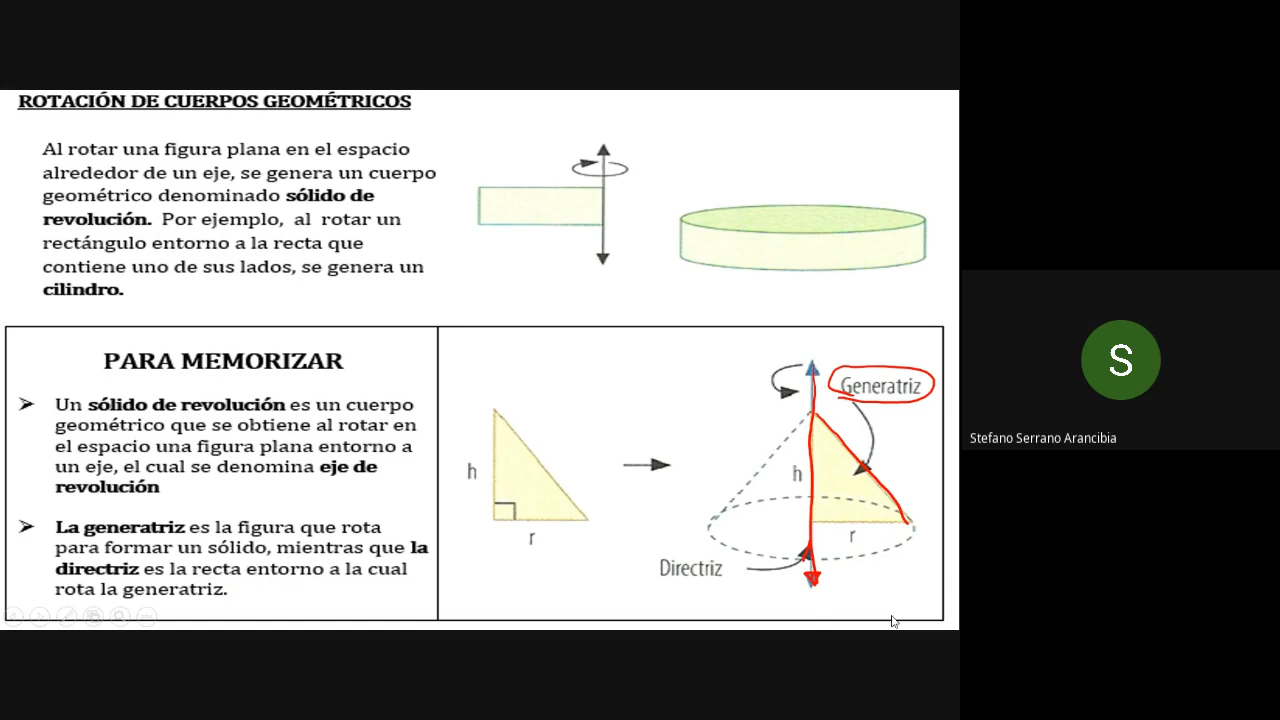 ROTACIÓN DE CUERPOS GEOMÉTRICOS
Al rotar una figura plana en el espacio
alrededor de un eje, se genera un cuerpo
geométrico denominado sólido de
revolución. Por ejemplo, al rotar un
rectángulo entorno a la recta que
contiene uno de sus lados, se genera un
cilindro.
PARA MEMORIZAR
Un sólido de revolución es un cuerpo
geométrico que se obtiene al rotar en
el espacio una figura plana entorno a
un eje, el cual se denomina eje de
revolución
La generatriz es la figura que rota
para formar un sólido, mientras que la
directriz es la recta entorno a la cual
rota la generatriz.
h
r
Generatriz
h
r
Directriz
S
Stefano Serrano Arancibia